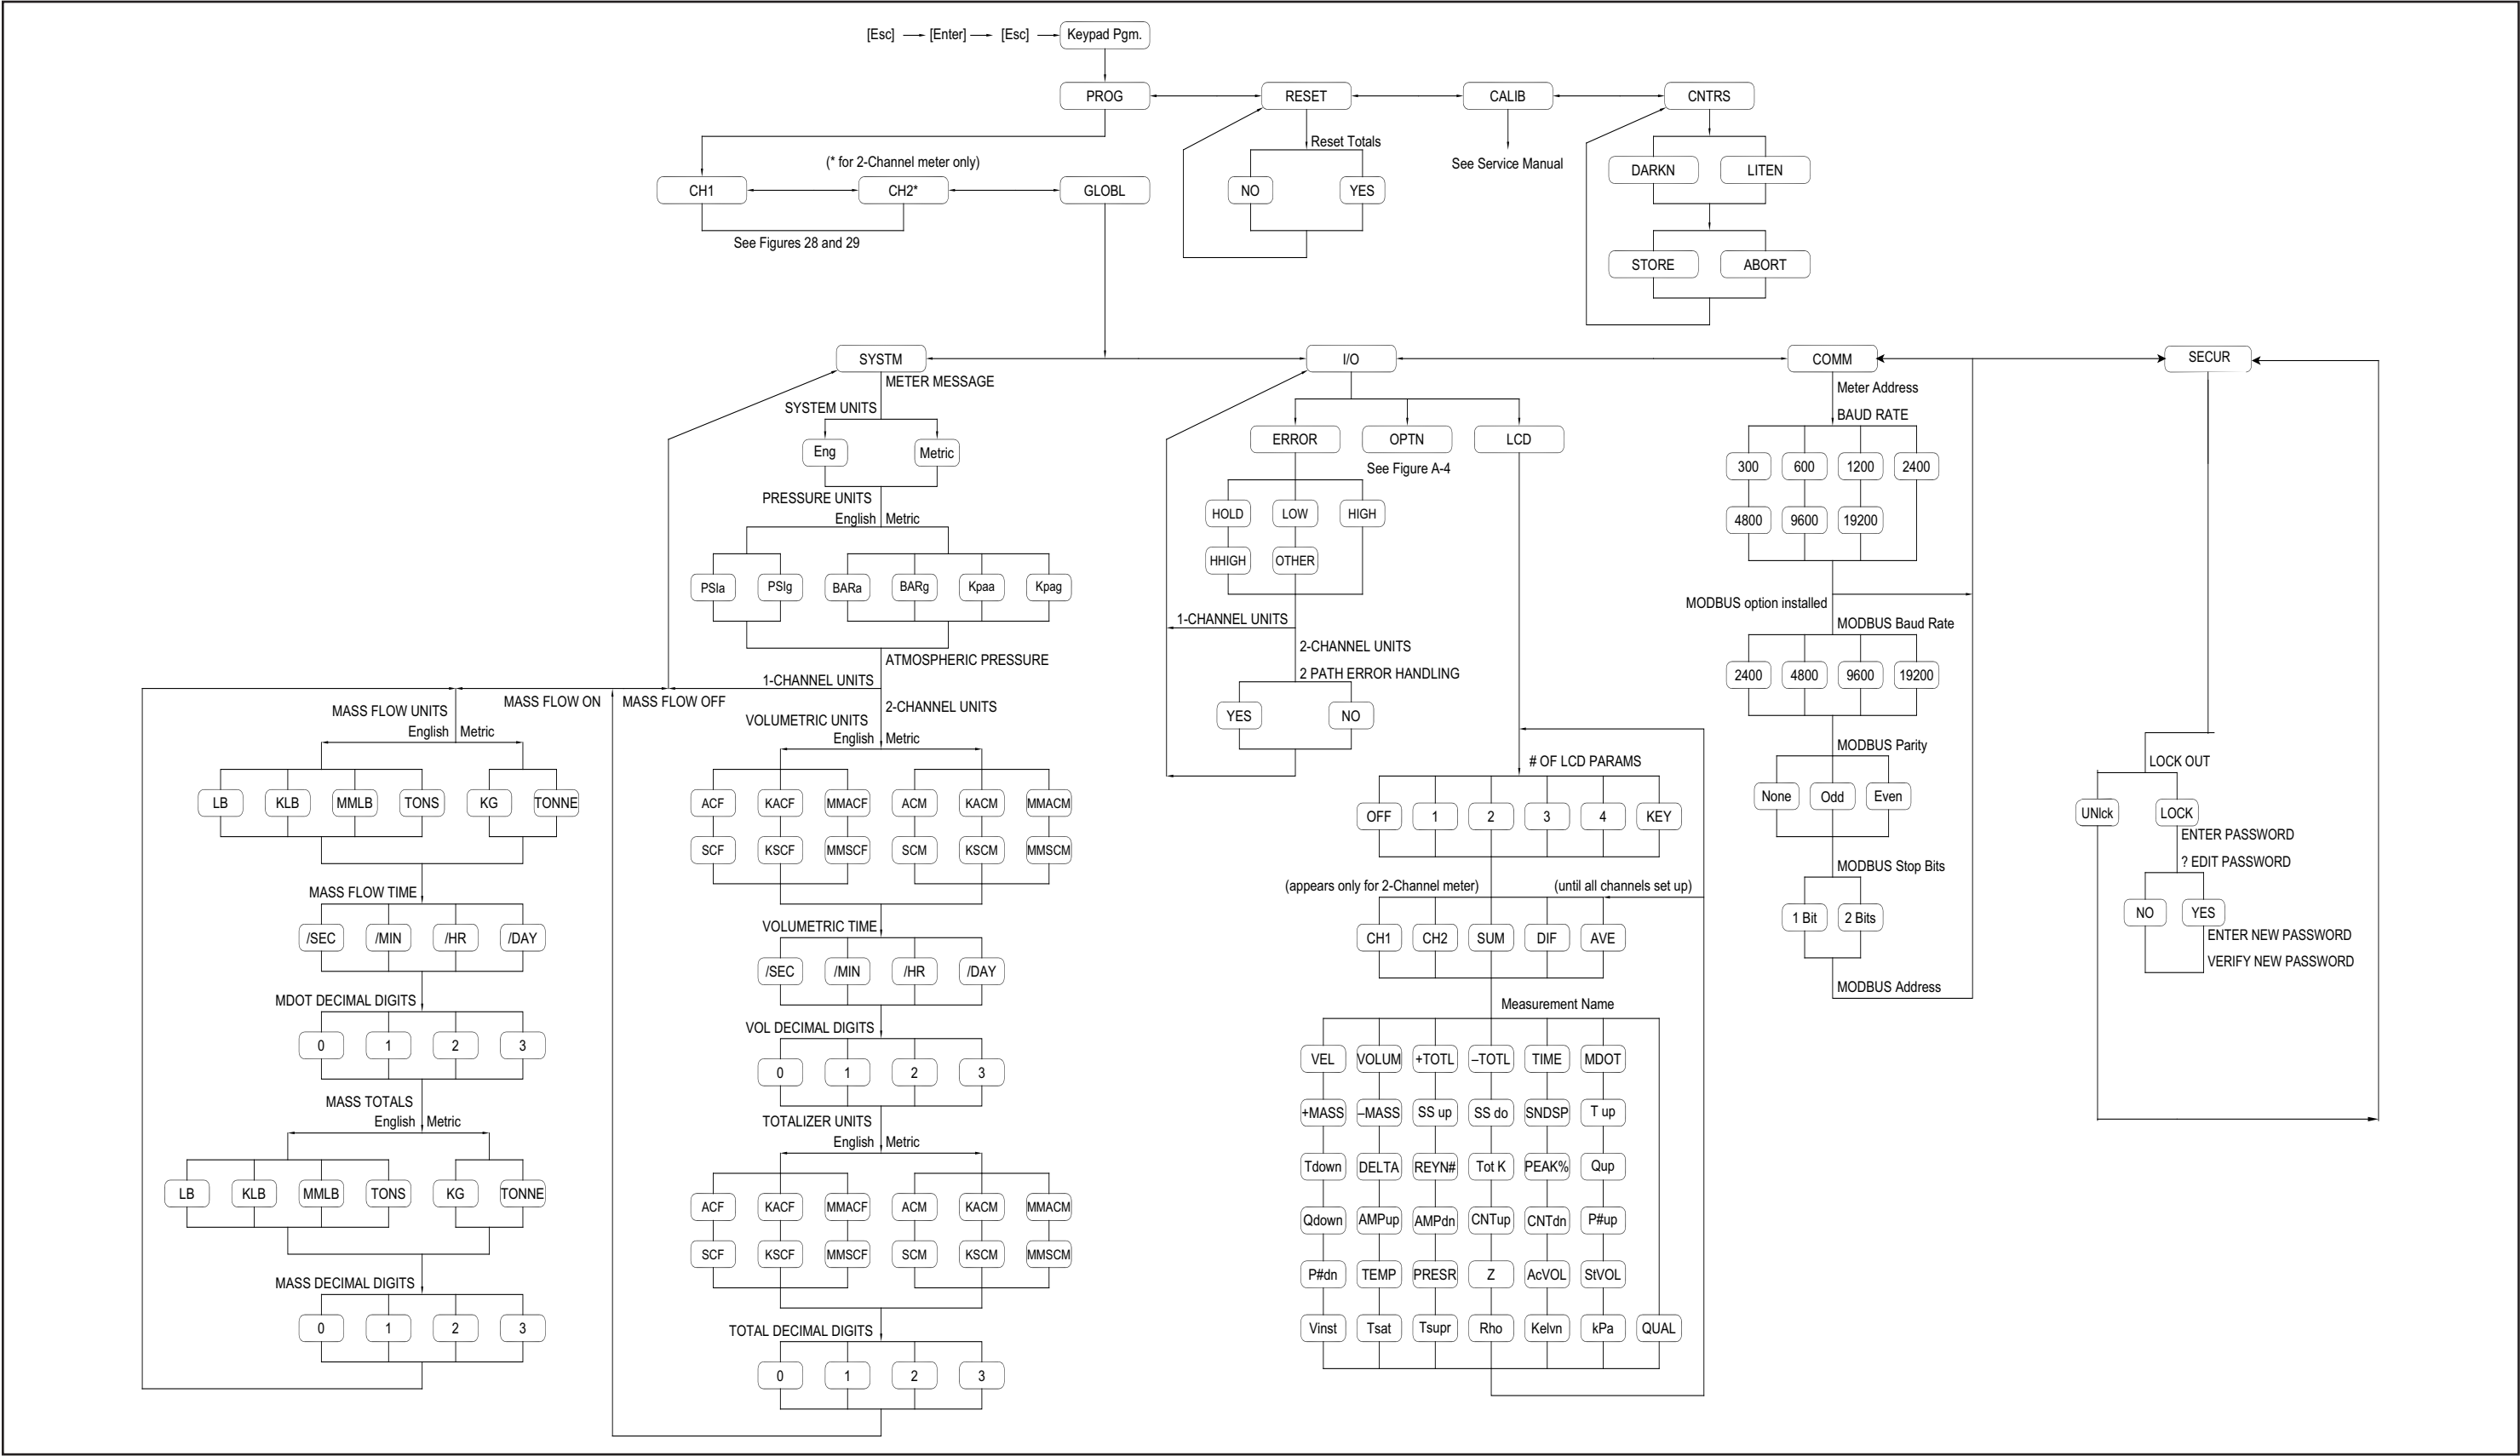 [Esc] [Enter] [Esc] Keypad Pgm.
PROG RESET CALIB CNTRS
Reset Totals
(* for 2-Channel meter only)
See Service Manual
DARKN LITEN
CH1 CH2* GLOBL
NO YES
See Figures 28 and 29
STORE ABORT
SYSTM I/O COMM SECUR
METER MESSAGE
SYSTEM UNITS
Eng Metric
PRESSURE UNITS
English Metric
PSIa PSIg BARa BARg Kpaa Kpag
ATMOSPHERIC PRESSURE
1-CHANNEL UNITS
MASS FLOW ON MASS FLOW OFF
2-CHANNEL UNITS
MASS FLOW UNITS
English Metric
LB KLB MMLB TONS KG TONNE
MASS FLOW TIME
/SEC /MIN /HR /DAY
MDOT DECIMAL DIGITS
0 1 2 3
MASS TOTALS
English Metric
LB KLB MMLB TONS KG TONNE
MASS DECIMAL DIGITS
0 1 2 3
VOLUMETRIC UNITS
English Metric
ACF KACF MMACF ACM KACM MMACM
SCF KSCF MMSCF SCM KSCM MMSCM
VOLUMETRIC TIME
/SEC /MIN /HR /DAY
VOL DECIMAL DIGITS
0 1 2 3
TOTALIZER UNITS
English Metric
ACF KACF MMACF ACM KACM MMACM
SCF KSCF MMSCF SCM KSCM MMSCM
TOTAL DECIMAL DIGITS
0 1 2 3
ERROR OPTN LCD
See Figure A-4
HOLD LOW HIGH
HHIGH OTHER
1-CHANNEL UNITS
2-CHANNEL UNITS
2 PATH ERROR HANDLING
YES NO
# OF LCD PARAMS
OFF 1 2 3 4 KEY
(appears only for 2-Channel meter) (until all channels set up)
CH1 CH2 SUM DIF AVE
Measurement Name
VEL VOLUM +TOTL –TOTL TIME MDOT
+MASS –MASS SS up SS do SNDSP T up
Tdown DELTA REYN# Tot K PEAK% Qup
Qdown AMPup AMPdn CNTup CNTdn P#up
P#dn TEMP PRESR Z AcVOL StVOL
Vinst Tsat Tsupr Rho Kelvn kPa QUAL
Meter Address
BAUD RATE
300 600 1200 2400
4800 9600 19200
MODBUS option installed
MODBUS Baud Rate
2400 4800 9600 19200
MODBUS Parity
None Odd Even
MODBUS Stop Bits
1 Bit 2 Bits
MODBUS Address
LOCK OUT
UNlck LOCK
ENTER PASSWORD
? EDIT PASSWORD
NO YES
ENTER NEW PASSWORD
VERIFY NEW PASSWORD